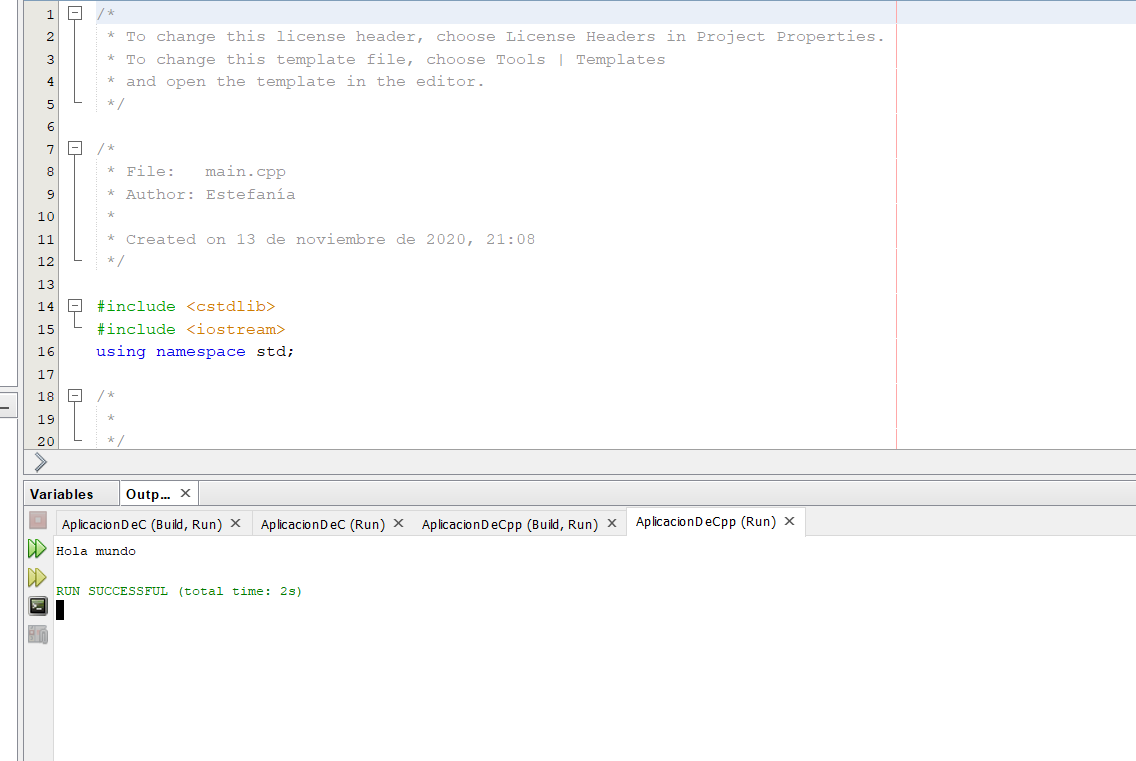 1 /*
2 * To change this license header, choose License Headers in Project Properties.
3 * To change this template file, choose Tools | Templates
4 * and open the template in the editor.
5 */
6
7 /*
8 * File:   main.cpp
9 * Author: Estefanía
10 *
11 * Created on 13 de noviembre de 2020, 21:08
12 */
13
14 #include <cstdlib>
15 #include <iostream>
16 using namespace std;
17
18 /*
19 *
20 */
Variables Outp...
AplicacionDeC (Build, Run) AplicacionDeC (Run) AplicacionDeCpp (Build, Run) AplicacionDeCpp (Run)
Hola mundo
RUN SUCCESSFUL (total time: 2s)